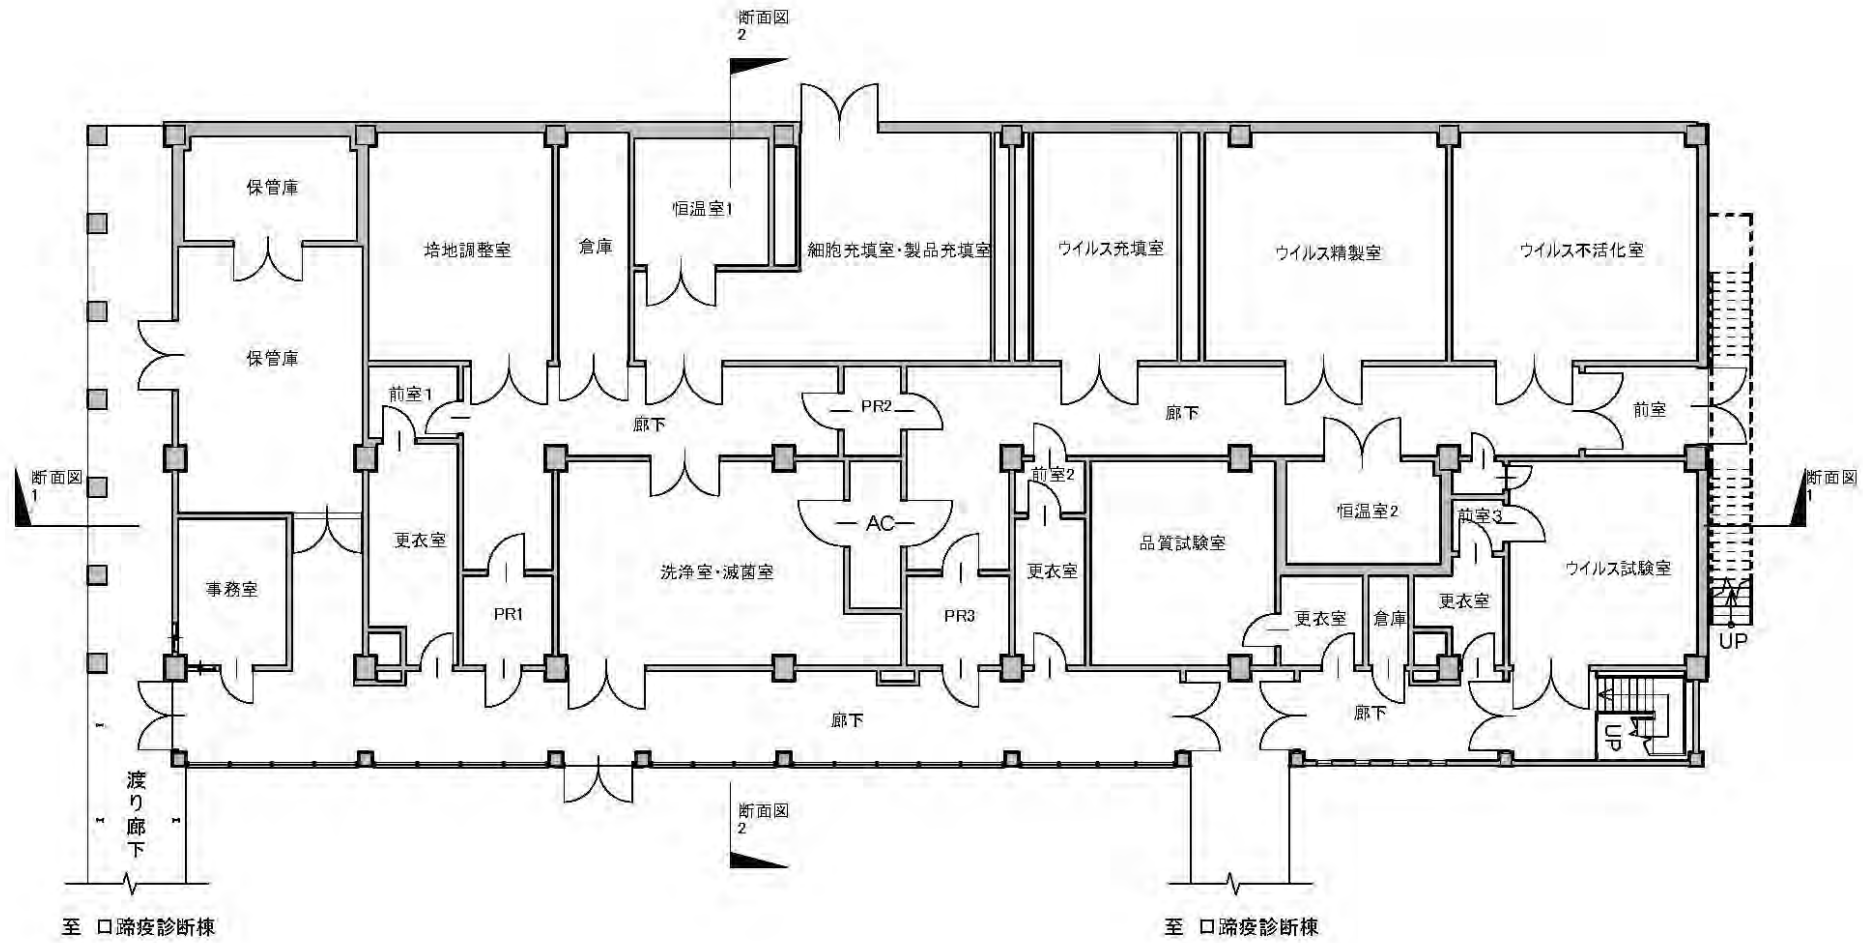 断面図
2
保管庫
培地調整室
倉庫
恒温室1
細胞充填室・製品充填室
ウイルス充填室
ウイルス精製室
ウイルス不活化室
保管庫
前室1
廊下
PR2
廊下
前室
断面図
1
更衣室
前室2
恒温室2
前室3
断面図
1
事務室
PR1
洗浄室・滅菌室
AC
PR3
更衣室
品質試験室
更衣室
倉庫
更衣室
ウイルス試験室
UP
廊下
廊下
UP
渡り廊下
断面図
2
至 口蹄疫診断棟
至 口蹄疫診断棟